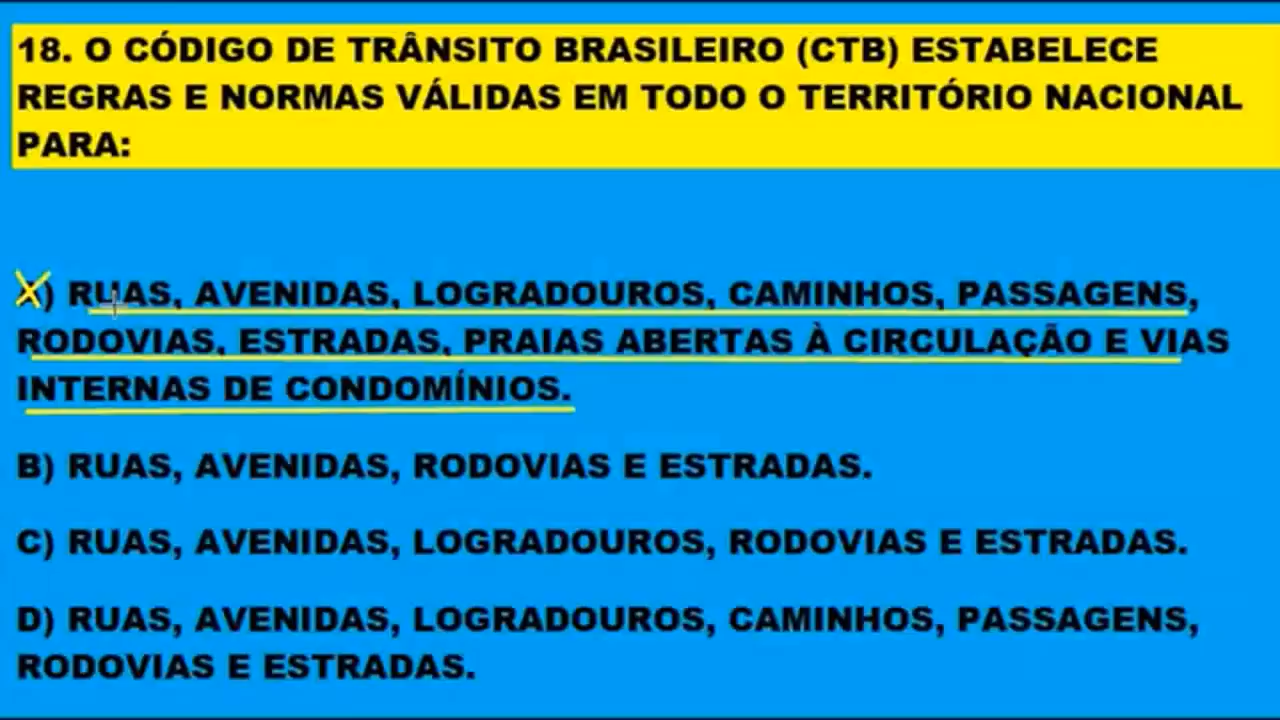 18. O CÓDIGO DE TRÂNSITO BRASILEIRO (CTB) ESTABELECE
REGRAS E NORMAS VÁLIDAS EM TODO O TERRITÓRIO NACIONAL
PARA:
X) RUAS, AVENIDAS, LOGRADOUROS, CAMINHOS, PASSAGENS,
RODOVIAS, ESTRADAS, PRAIAS ABERTAS À CIRCULAÇÃO E VIAS
INTERNAS DE CONDOMÍNIOS.
B) RUAS, AVENIDAS, RODOVIAS E ESTRADAS.
C) RUAS, AVENIDAS, LOGRADOUROS, RODOVIAS E ESTRADAS.
D) RUAS, AVENIDAS, LOGRADOUROS, CAMINHOS, PASSAGENS,
RODOVIAS E ESTRADAS.